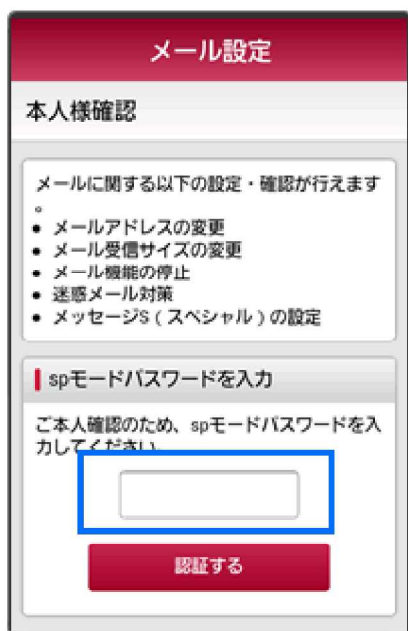 メール設定
本人様確認
メールに関する以下の設定・確認が行えます
。
• メールアドレスの変更
• メール受信サイズの変更
• メール機能の停止
• 迷惑メール対策
• メッセージS(スペシャル)の設定
spモードパスワードを入力
ご本人確認のため、spモードパスワードを入
力してください。
認証する